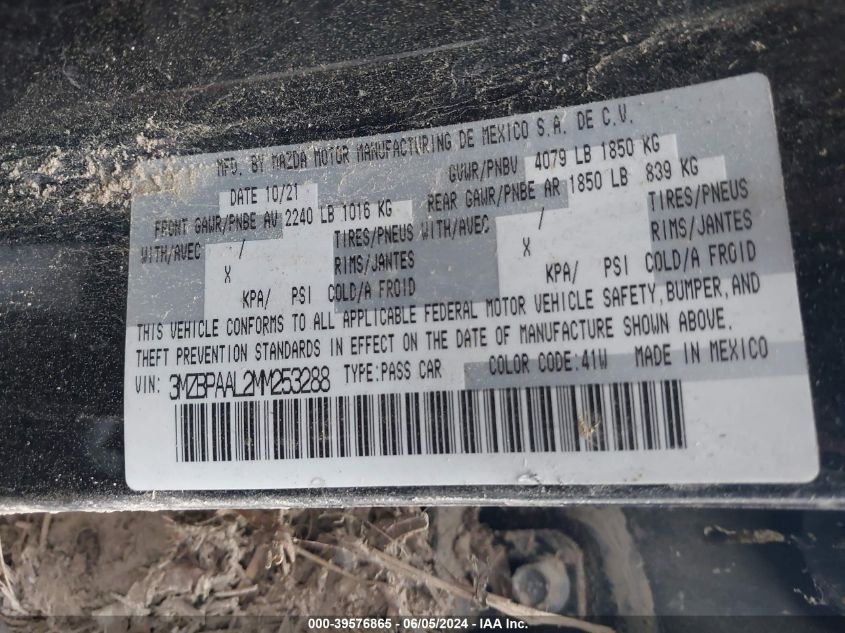 MFD. BY MAZDA MOTOR MANUFACTURING DE MEXICO S.A. DE C.V.
DATE 10/21 GVWR/PNBV 4079 LB 1850 KG
FRONT GAWR/PNBE AV 2240 LB 1016 KG REAR GAWR/PNBE AR 1850 LB 839 KG
WITH/AVEC / TIRES/PNEUS WITH/AVEC / TIRES/PNEUS
X RIMS/JANTES X RIMS/JANTES
KPA/ PSI COLD/A FROID KPA/ PSI COLD/A FROID
THIS VEHICLE CONFORMS TO ALL APPLICABLE FEDERAL MOTOR VEHICLE SAFETY, BUMPER, AND
THEFT PREVENTION STANDARDS IN EFFECT ON THE DATE OF MANUFACTURE SHOWN ABOVE.
VIN: 3MZBPAAL2MM253288 TYPE:PASS CAR COLOR CODE:41W MADE IN MEXICO
000-39576865 - 06/05/2024 - IAA Inc.